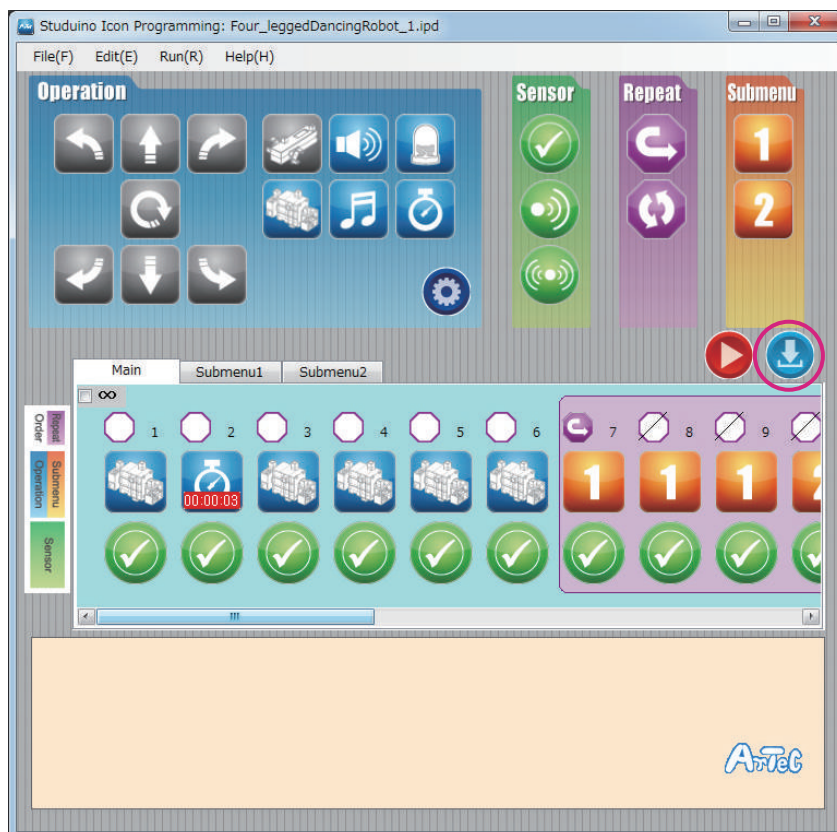 Studuino Icon Programming: Four_leggedDancingRobot_1.ipd
File(F) Edit(E) Run(R) Help(H)
Operation Sensor Repeat Submenu
1
2
Main Submenu1 Submenu2
∞
Repeat
Order
1 2 3 4 5 6 7 8 9
Submenu
Operation
00:00:03 1 1 1 2
Sensor
ArTeC